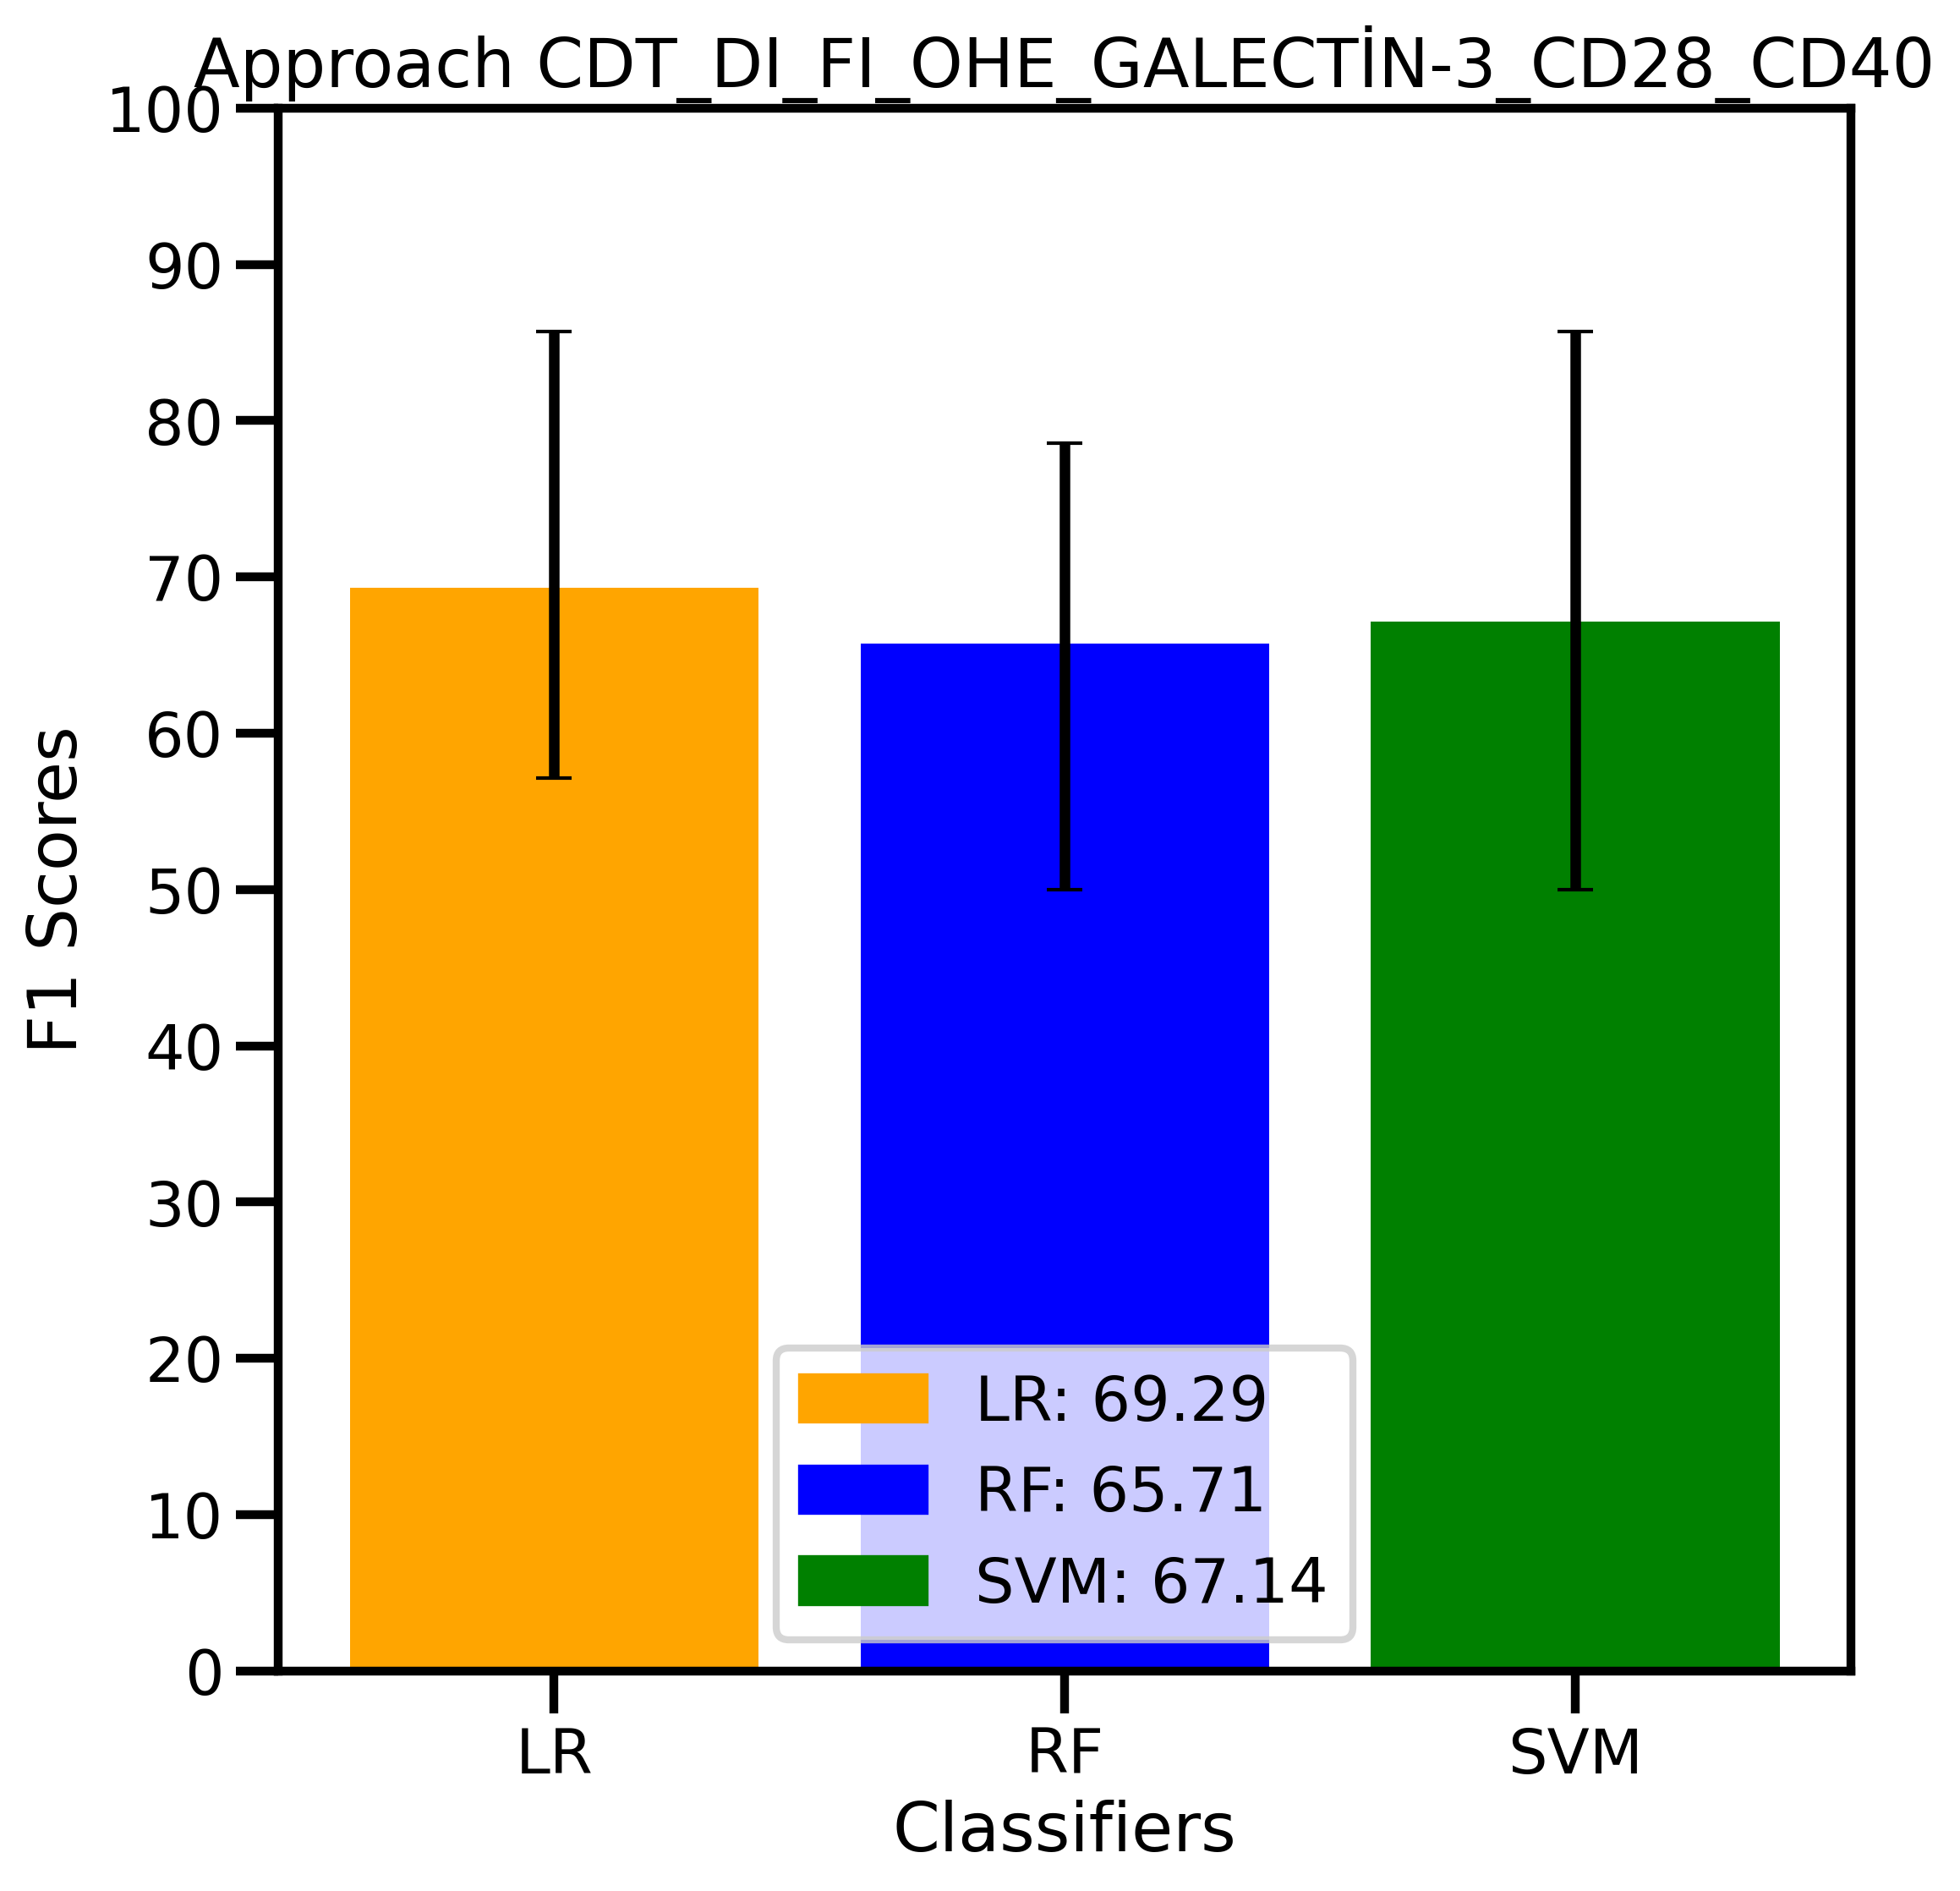 Approach CDT_DI_FI_OHE_GALECTİN-3_CD28_CD40
100
90
80
70
60
50
40
30
20
10
0
F1 Scores
LR: 69.29
RF: 65.71
SVM: 67.14
LR
RF
SVM
Classifiers